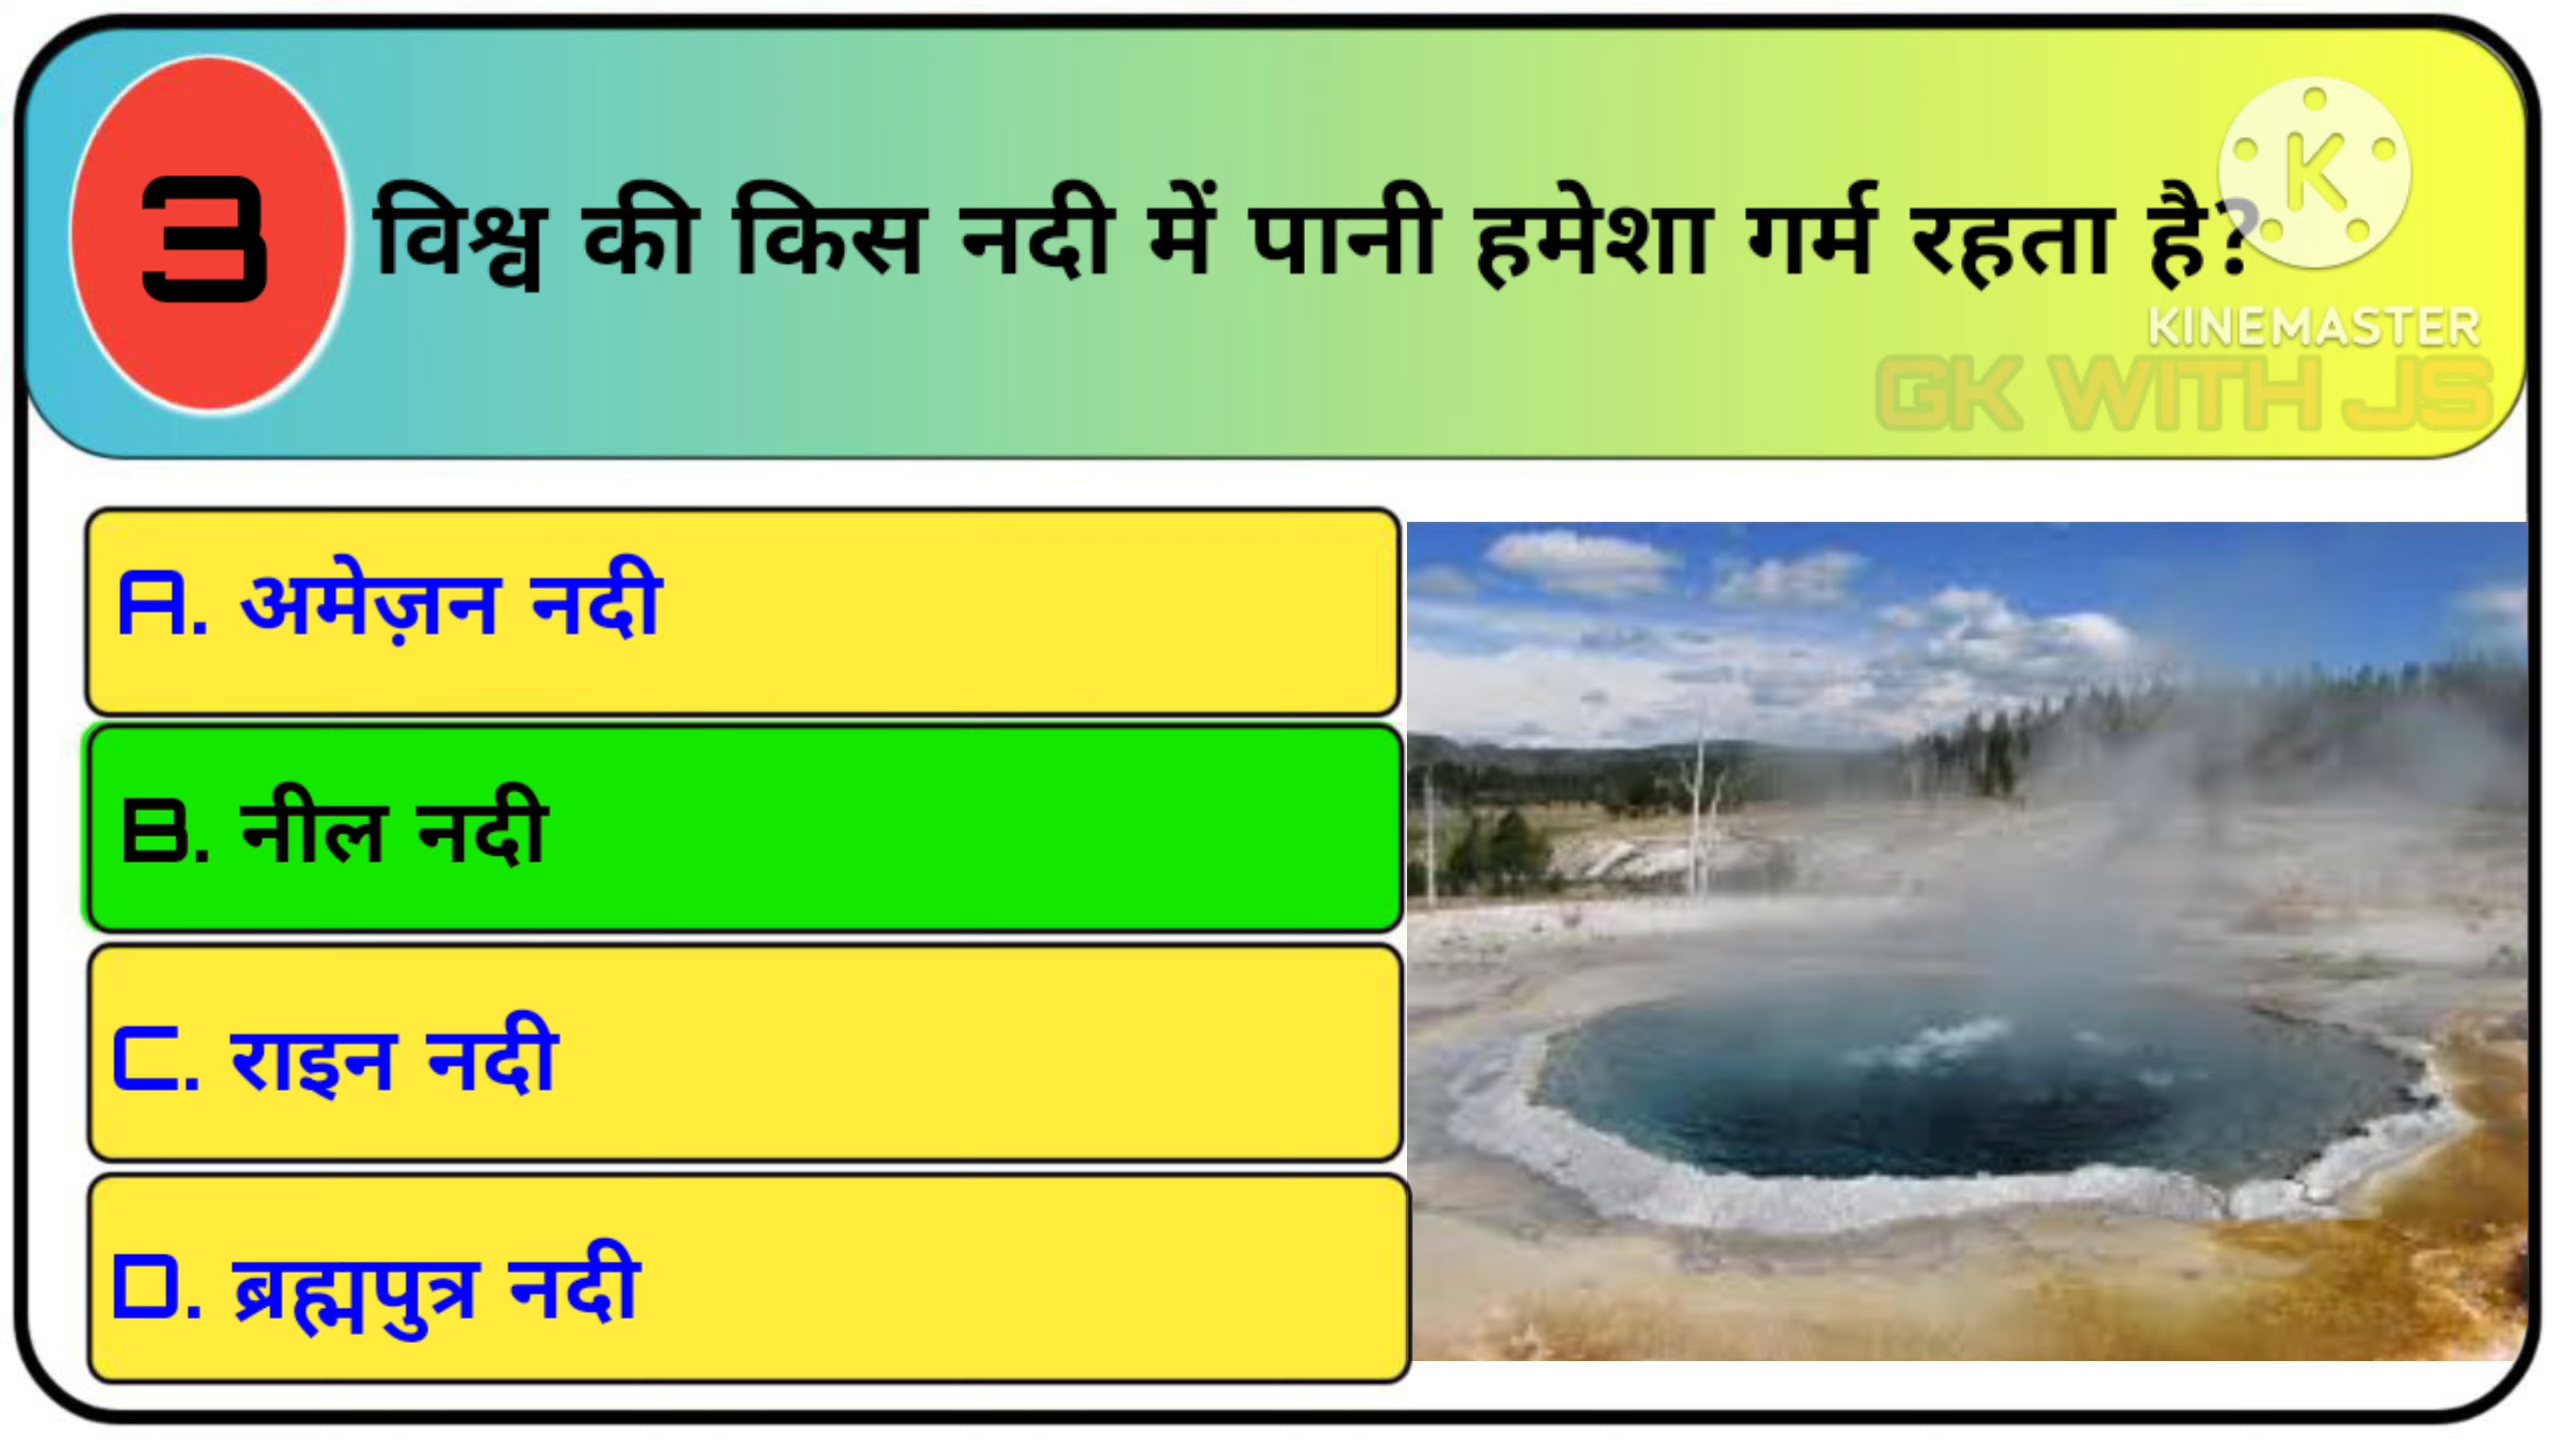 3 विश्व की किस नदी में पानी हमेशा गर्म रहता है?
K
KINEMASTER
GK WITH JS
A. अमेज़न नदी
B. नील नदी
C. राइन नदी
D. ब्रह्मपुत्र नदी